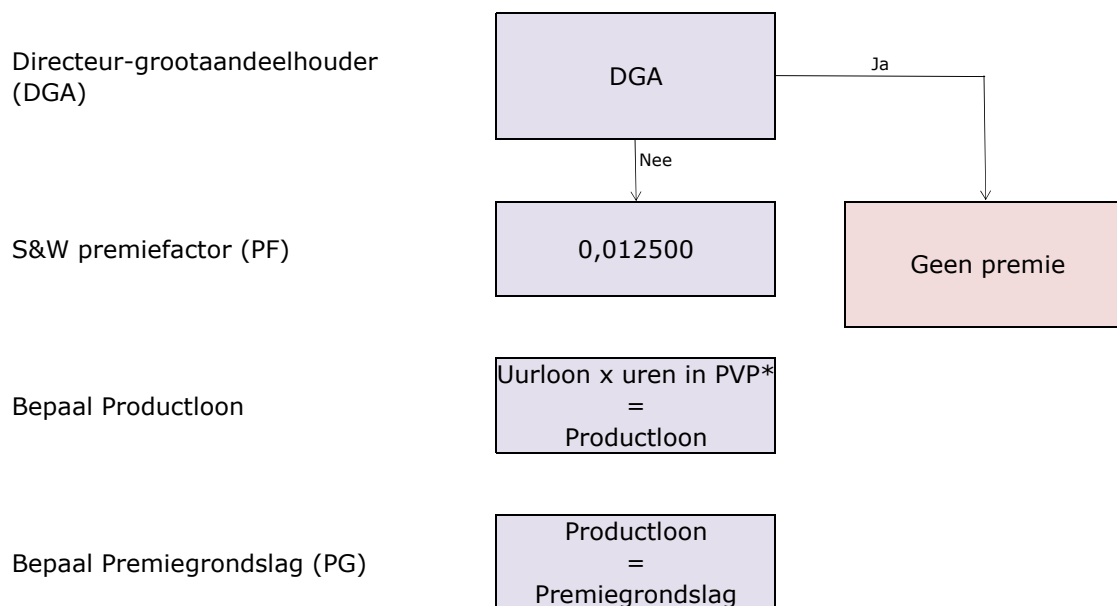 Directeur-grootaandeelhouder
(DGA)
DGA
Ja
Nee
S&W premiefactor (PF)
0,012500
Geen premie
Bepaal Productloon
Uurloon x uren in PVP*
=
Productloon
Bepaal Premiegrondslag (PG)
Productloon
=
Premiegrondslag